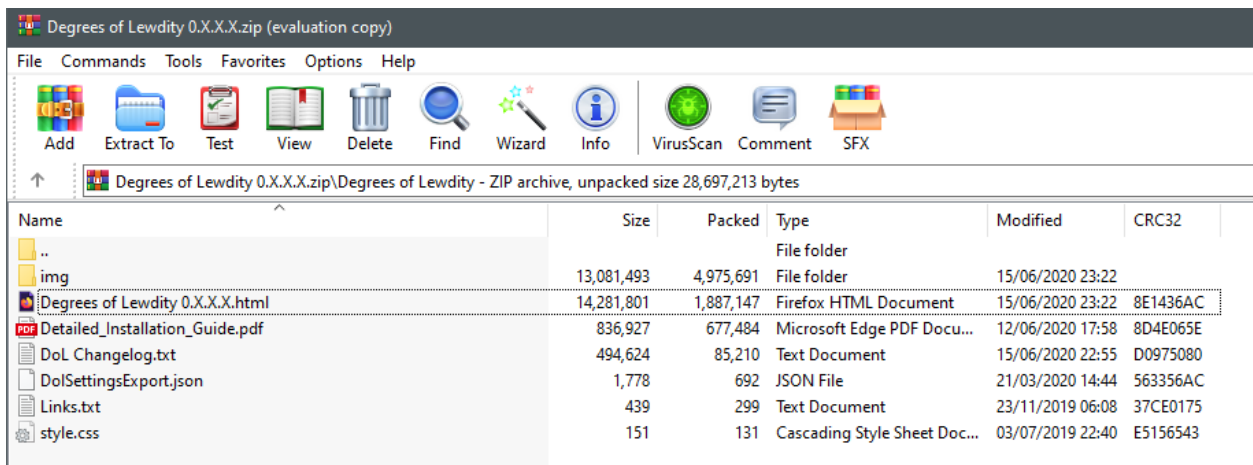 Degrees of Lewdity 0.X.X.X.zip (evaluation copy)
File Commands Tools Favorites Options Help
Add Extract To Test View Delete Find Wizard Info VirusScan Comment SFX
Degrees of Lewdity 0.X.X.X.zip\Degrees of Lewdity - ZIP archive, unpacked size 28,697,213 bytes
Name Size Packed Type Modified CRC32
.. File folder
img 13,081,493 4,975,691 File folder 15/06/2020 23:22
Degrees of Lewdity 0.X.X.X.html 14,281,801 1,887,147 Firefox HTML Document 15/06/2020 23:22 8E1436AC
PDF Detailed_Installation_Guide.pdf 836,927 677,484 Microsoft Edge PDF Docu... 12/06/2020 17:58 8D4E065E
DoL Changelog.txt 494,624 85,210 Text Document 15/06/2020 22:55 D0975080
DolSettingsExport.json 1,778 692 JSON File 21/03/2020 14:44 563356AC
Links.txt 439 299 Text Document 23/11/2019 06:08 37CE0175
style.css 151 131 Cascading Style Sheet Doc... 03/07/2019 22:40 E5156543